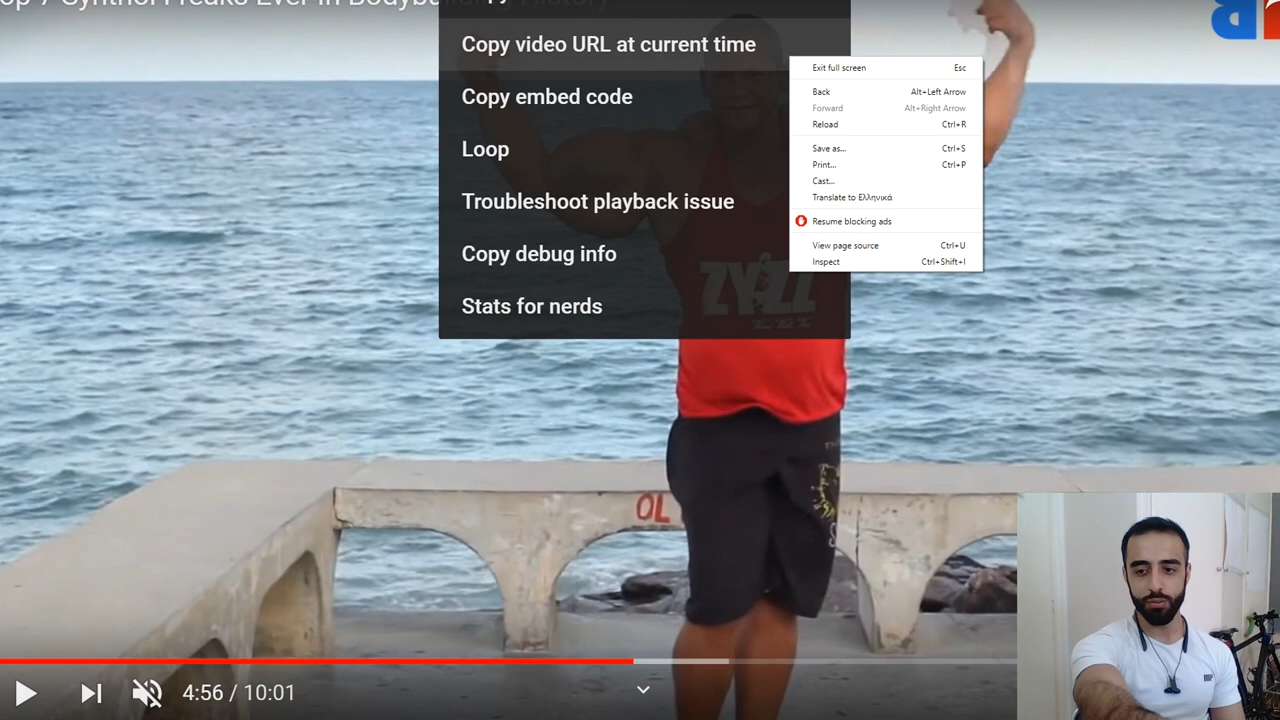 Copy video URL at current time
Copy embed code
Loop
Troubleshoot playback issue
Copy debug info
Stats for nerds
Exit full screen Esc
Back Alt+Left Arrow
Forward Alt+Right Arrow
Reload Ctrl+R
Save as... Ctrl+S
Print... Ctrl+P
Cast...
Translate to Ελληνικά
Resume blocking ads
View page source Ctrl+U
Inspect Ctrl+Shift+I
ZYZZ
OL
4:56 / 10:01